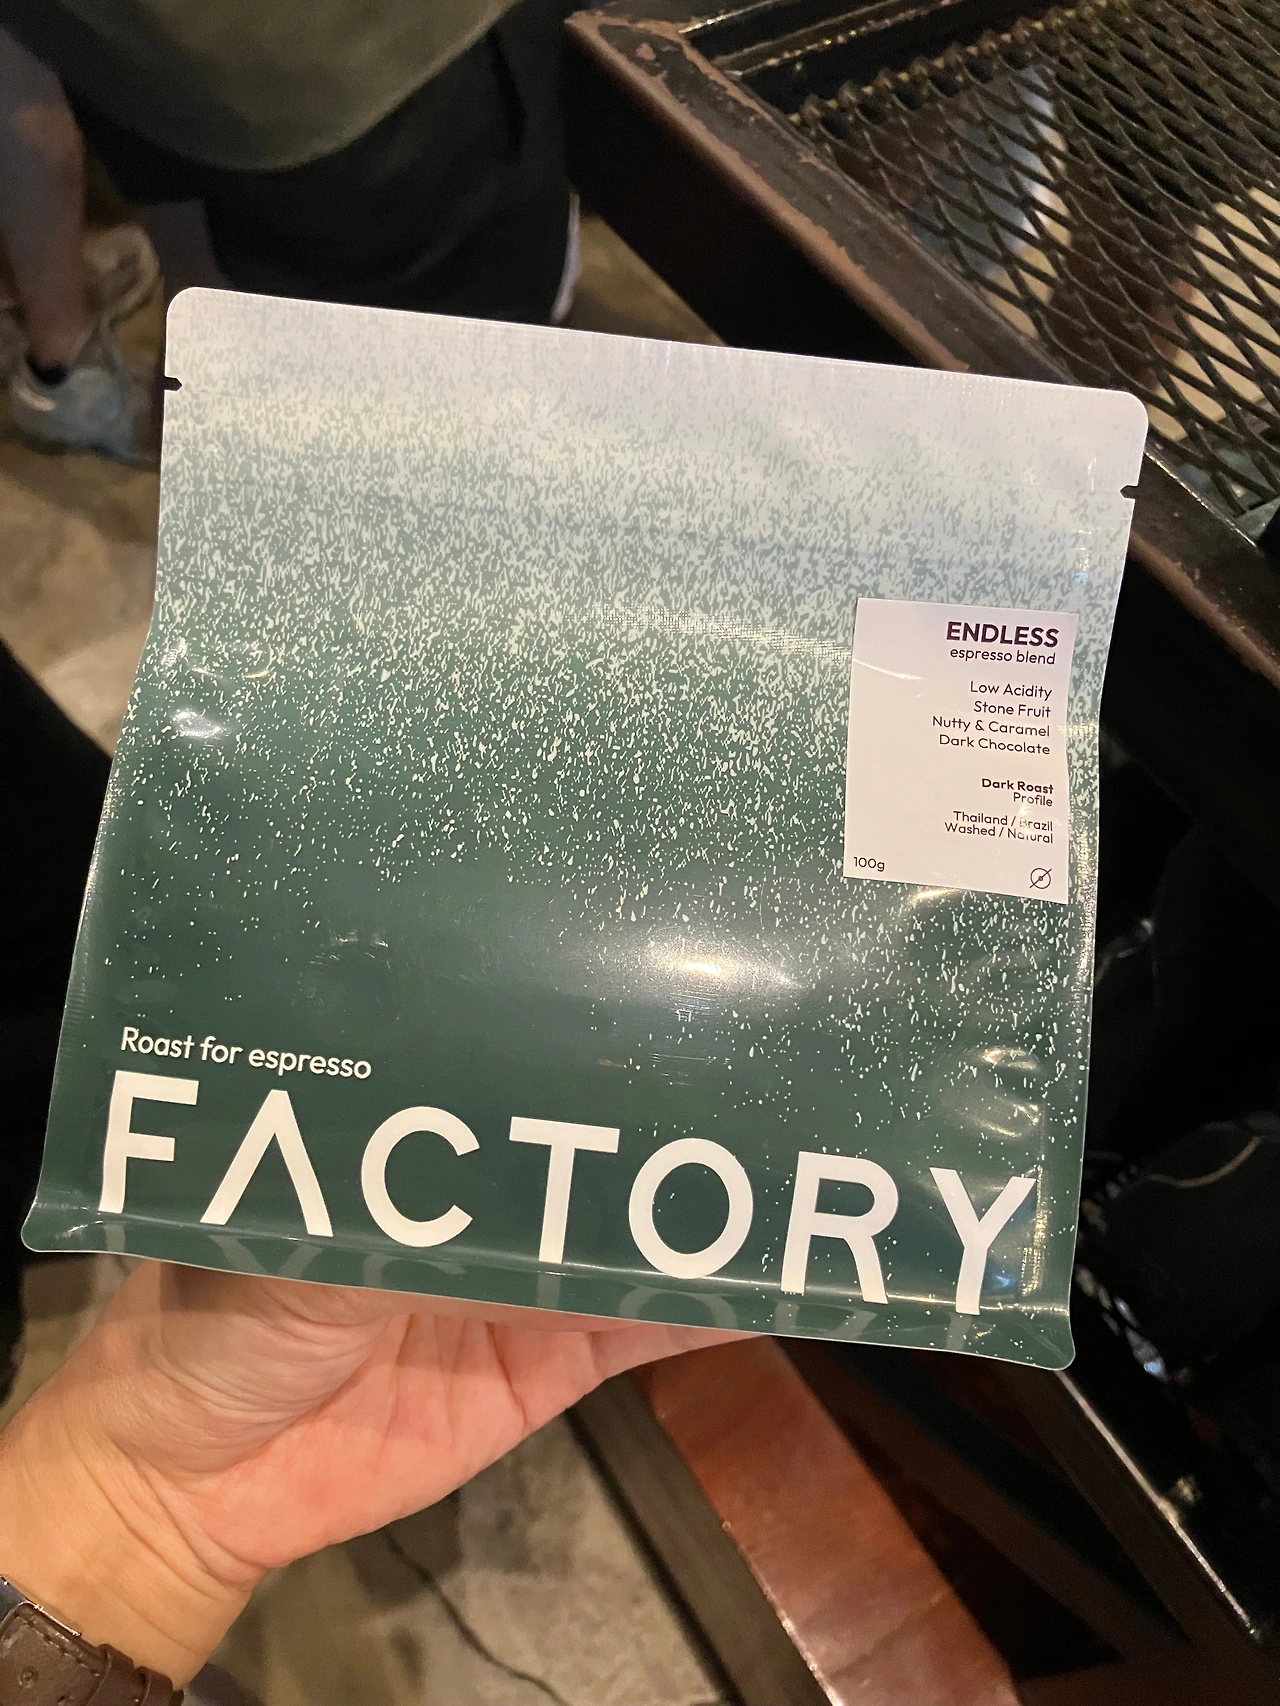 ENDLESS
espresso blend
Low Acidity
Stone Fruit
Nutty & Caramel
Dark Chocolate
Dark Roast
Profile
Thailand / Brazil
Washed / Natural
100g
Roast for espresso
FACTORY